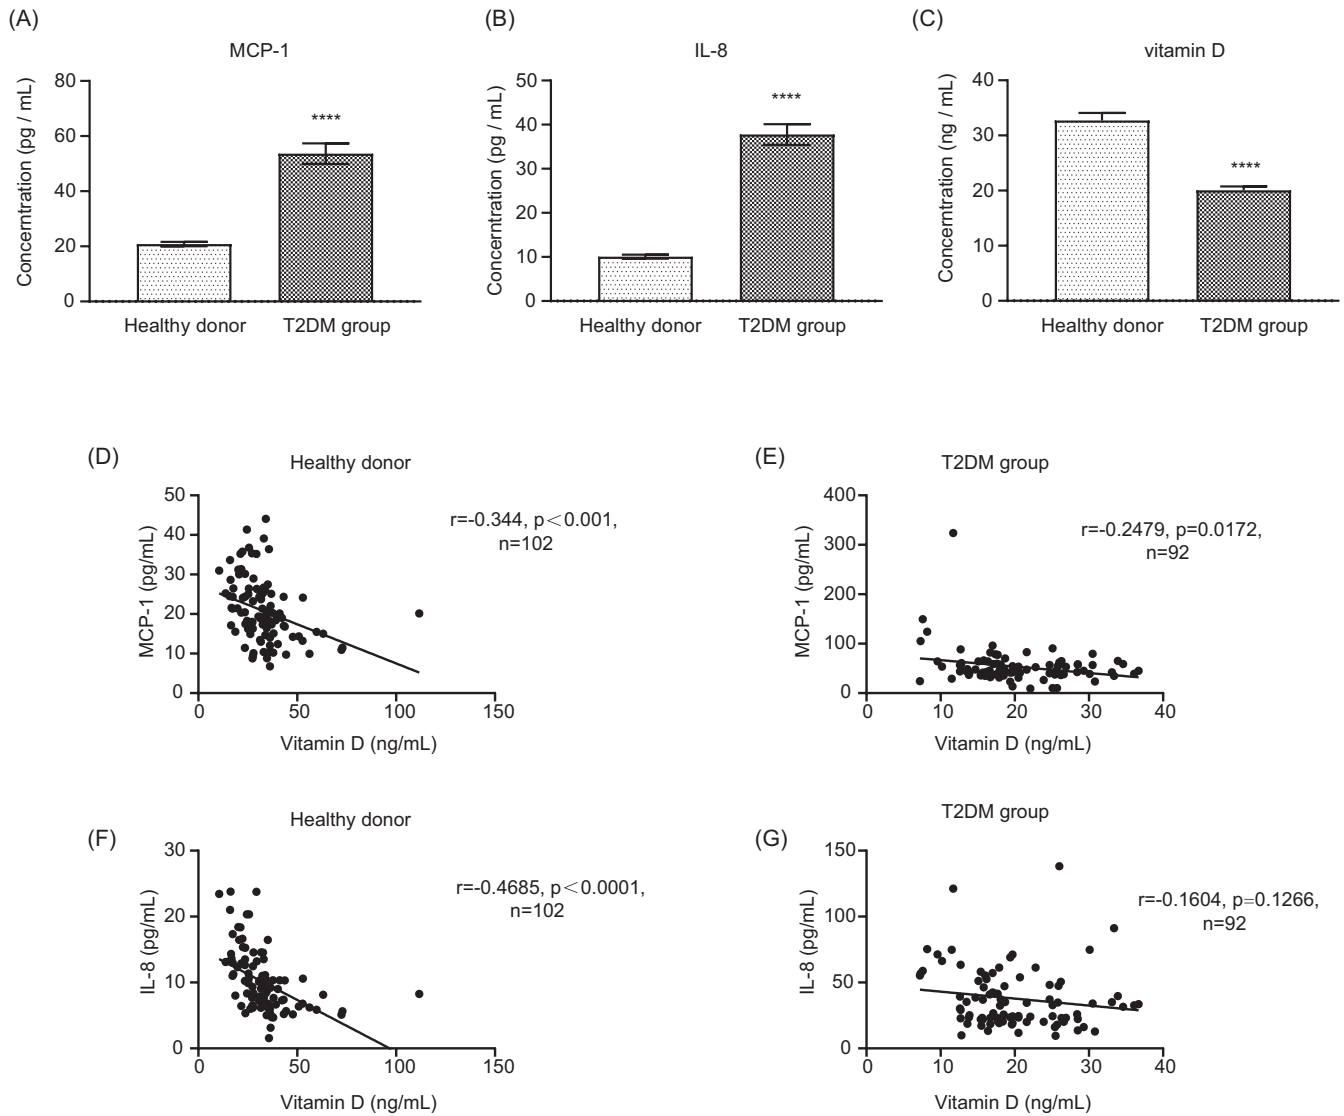 (A)
MCP-1
Concerntration (pg / mL)
80
60
40
20
0
****
Healthy donor
T2DM group
(B)
IL-8
Concerntration (pg / mL)
50
40
30
20
10
0
****
Healthy donor
T2DM group
(C)
vitamin D
Concerntration (ng / mL)
40
30
20
10
0
****
Healthy donor
T2DM group
(D)
Healthy donor
MCP-1 (pg/mL)
50
40
30
20
10
0
r=-0.344, p<0.001,
n=102
0 50 100 150
Vitamin D (ng/mL)
(E)
T2DM group
MCP-1 (pg/mL)
400
300
200
100
0
r=-0.2479, p=0.0172,
n=92
0 10 20 30 40
Vitamin D (ng/mL)
(F)
Healthy donor
IL-8 (pg/mL)
30
20
10
0
r=-0.4685, p<0.0001,
n=102
0 50 100 150
Vitamin D (ng/mL)
(G)
T2DM group
IL-8 (pg/mL)
150
100
50
0
r=-0.1604, p=0.1266,
n=92
0 10 20 30 40
Vitamin D (ng/mL)